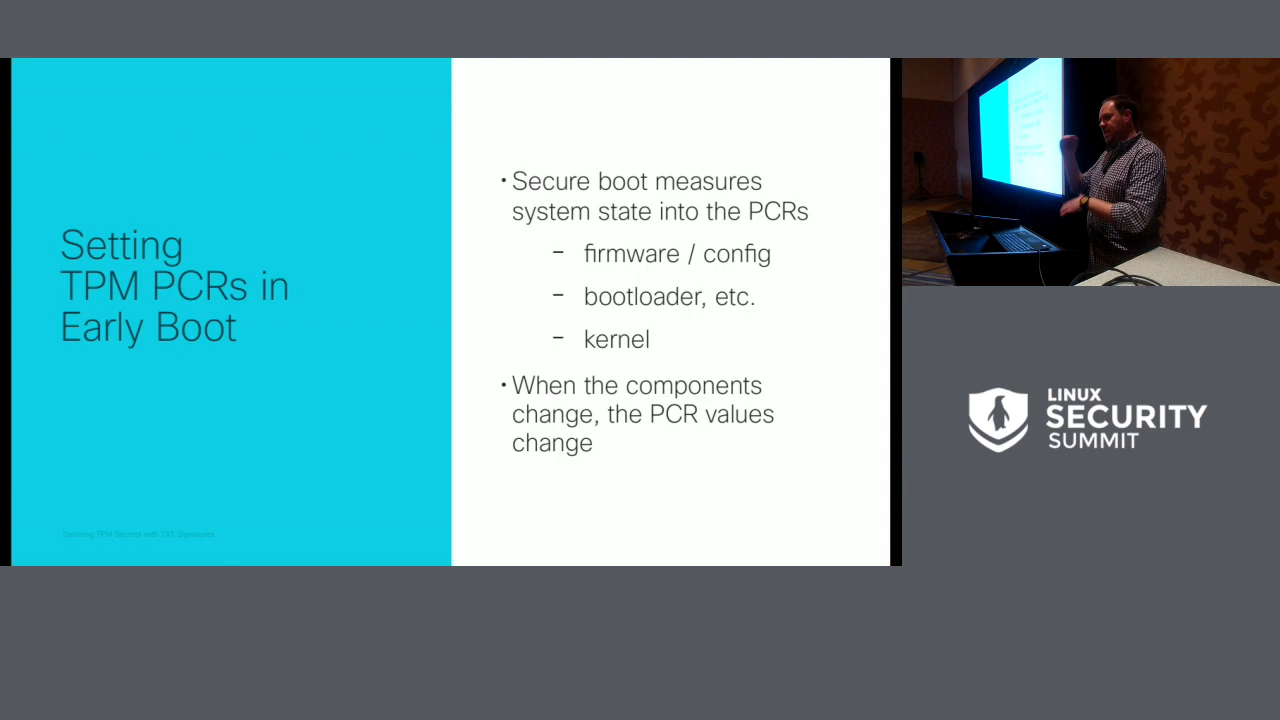 Setting
TPM PCRs in
Early Boot
Securing TPM Secrets with TXT Signatures
• Secure boot measures
system state into the PCRs
– firmware / config
– bootloader, etc.
– kernel
• When the components
change, the PCR values
change
LINUX
SECURITY
SUMMIT